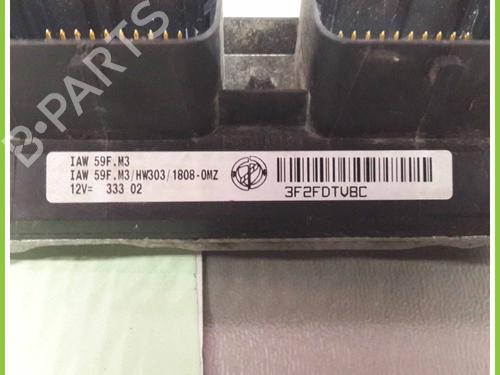 B-PARTS
IAW 59F.M3
IAW 59F.M3/HW303/1808-0MZ
12V= 333 02
3F2FDTVBC